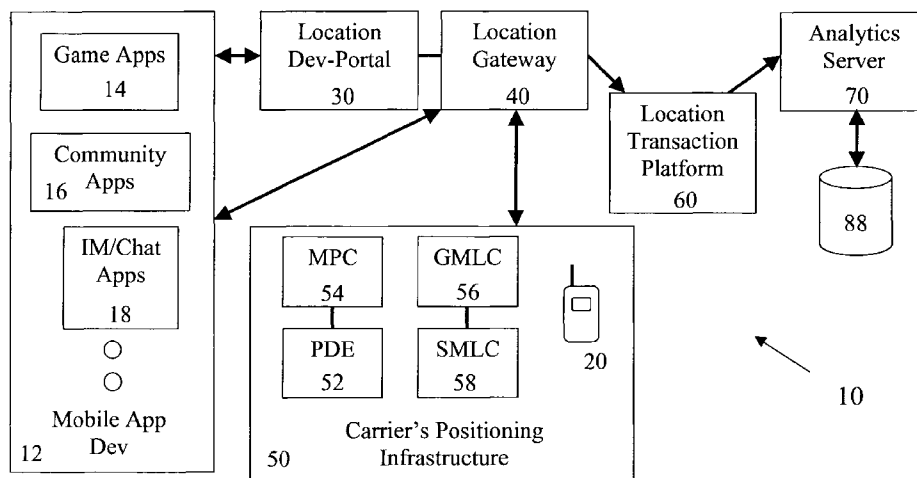 Game Apps
14
Community
16 Apps
IM/Chat
Apps
18
Mobile App
12 Dev
Location
Dev-Portal
30
Location
Gateway
40
Location
Transaction
Platform
60
Analytics
Server
70
88
MPC
54
GMLC
56
PDE
52
SMLC
58
20
Carrier's Positioning
50 Infrastructure
10